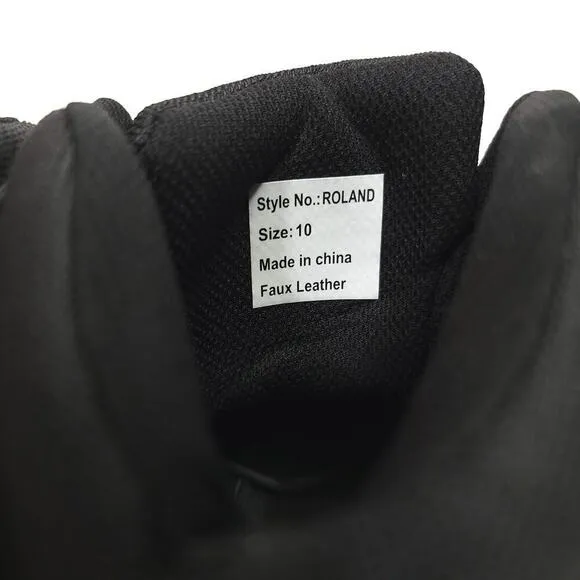 Style No.:ROLAND
Size:10
Made in china
Faux Leather